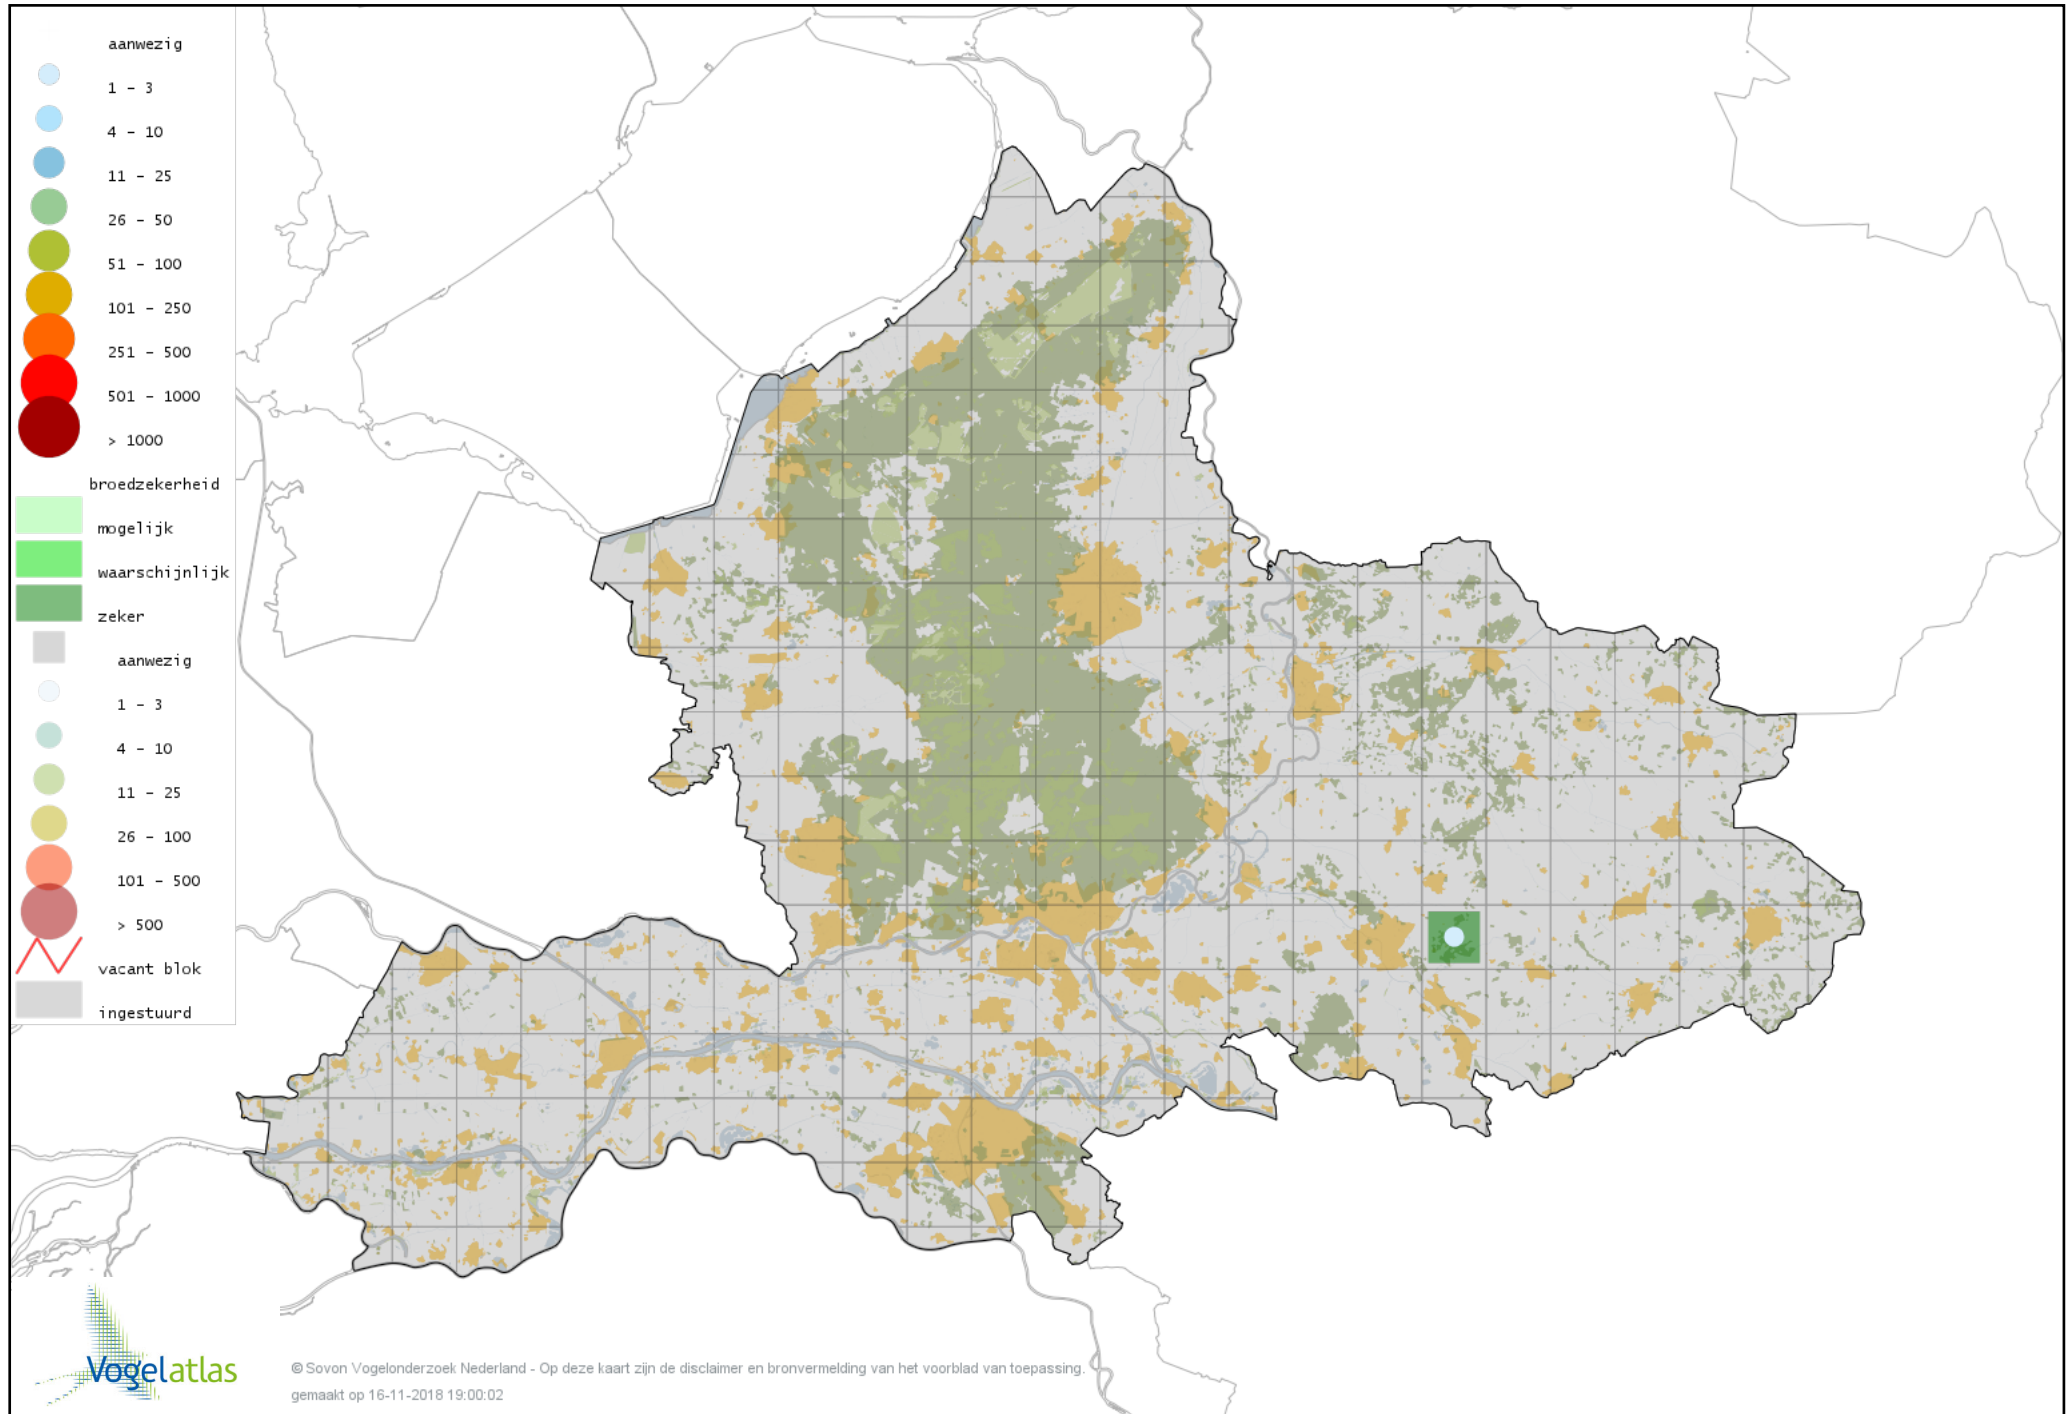 aanwezig
1 - 3
4 - 10
11 - 25
26 - 50
51 - 100
101 - 250
251 - 500
501 - 1000
> 1000
broedzekerheid
mogelijk
waarschijnlijk
zeker
aanwezig
1 - 3
4 - 10
11 - 25
26 - 100
101 - 500
> 500
vacant blok
ingestuurd
Vogelatlas
© Sovon Vogelonderzoek Nederland - Op deze kaart zijn de disclaimer en bronvermelding van het voorblad van toepassing.
gemaakt op 16-11-2018 19:00:02